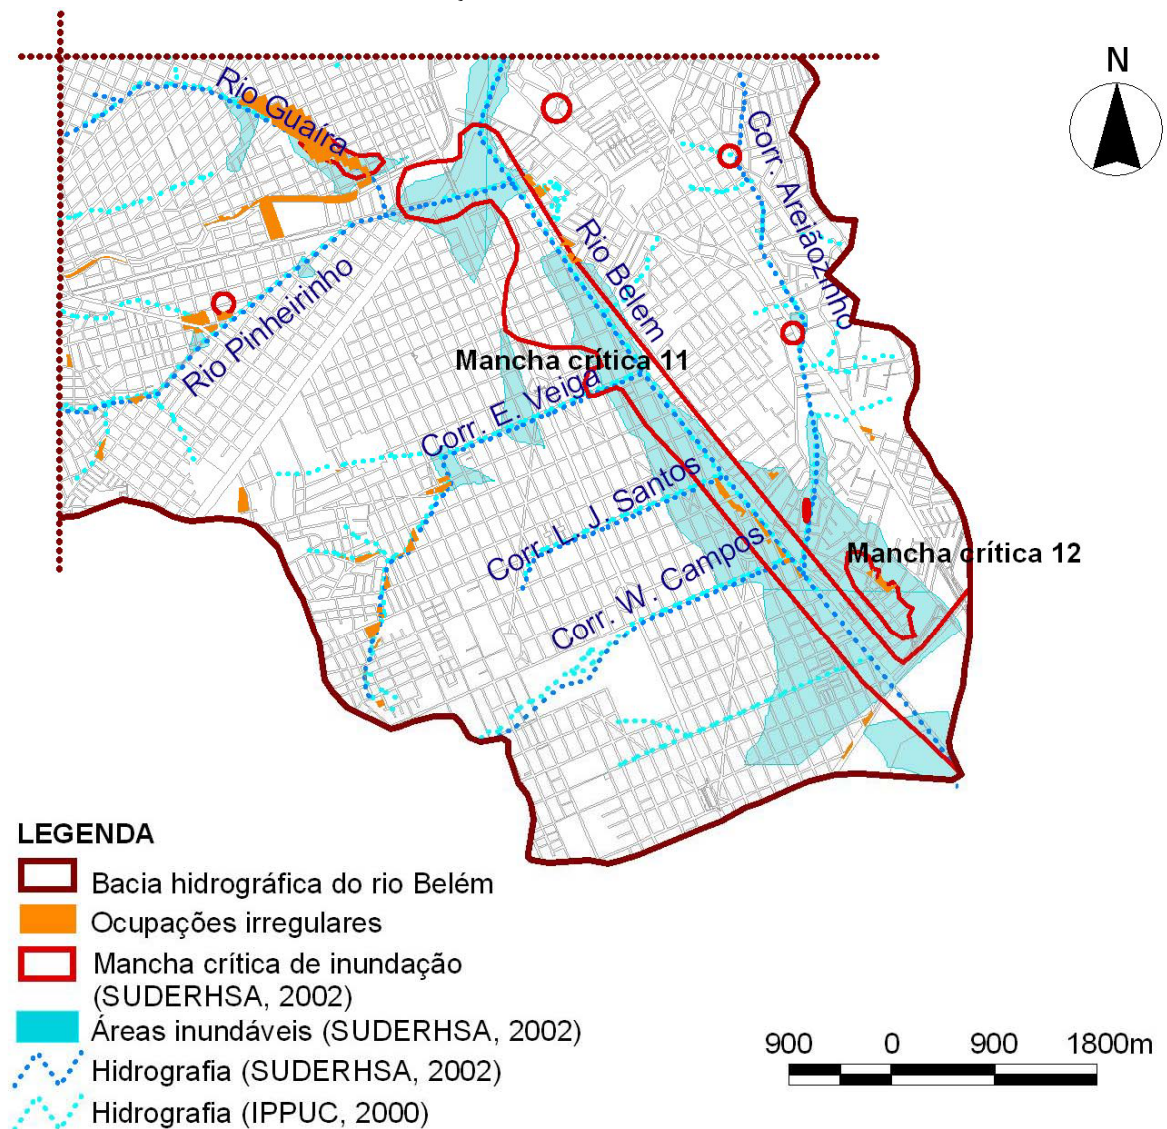 N
Rio Guaíra
Corr. Areiãozinho
Rio Belem
Rio Pinheirinho
Mancha crítica 11
Corr. E. Veiga
Corr. L. J. Santos
Mancha crítica 12
Corr. W. Campos
LEGENDA
Bacia hidrográfica do rio Belém
Ocupações irregulares
Mancha crítica de inundação
(SUDERHSA, 2002)
Áreas inundáveis (SUDERHSA, 2002)
Hidrografia (SUDERHSA, 2002)
Hidrografia (IPPUC, 2000)
900 0 900 1800m